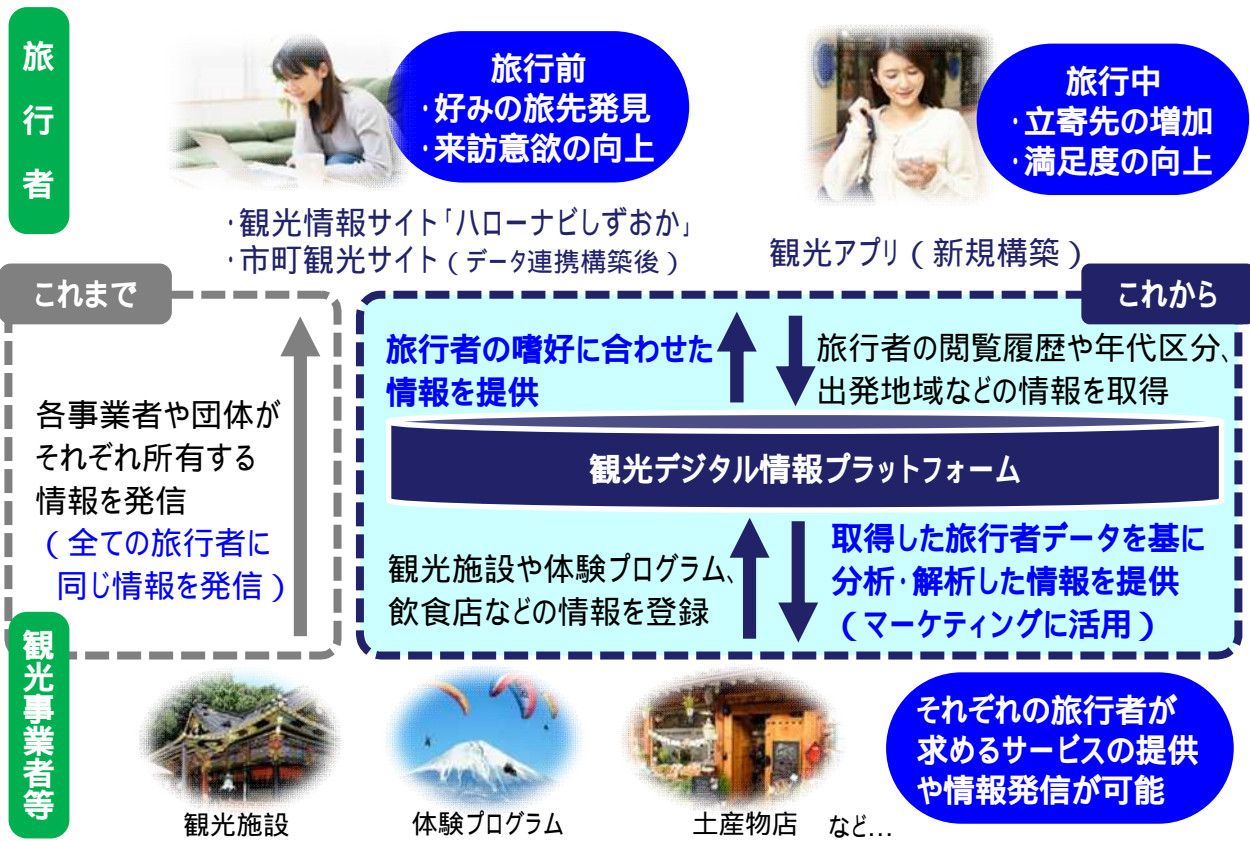 旅行者
旅行前
・好みの旅先発見
・来訪意欲の向上
旅行中
・立寄先の増加
・満足度の向上
・観光情報サイト「ハローナビしずおか」
・市町観光サイト（データ連携構築後）
観光アプリ（新規構築）
これまで
各事業者や団体が
それぞれ所有する
情報を発信
（全ての旅行者に
同じ情報を発信）
これから
旅行者の嗜好に合わせた
情報を提供
旅行者の閲覧履歴や年代区分、
出発地域などの情報を取得
観光デジタル情報プラットフォーム
観光施設や体験プログラム、
飲食店などの情報を登録
取得した旅行者データを基に
分析・解析した情報を提供
（マーケティングに活用）
観光事業者等
観光施設
体験プログラム
土産物店
など…
それぞれの旅行者が
求めるサービスの提供
や情報発信が可能